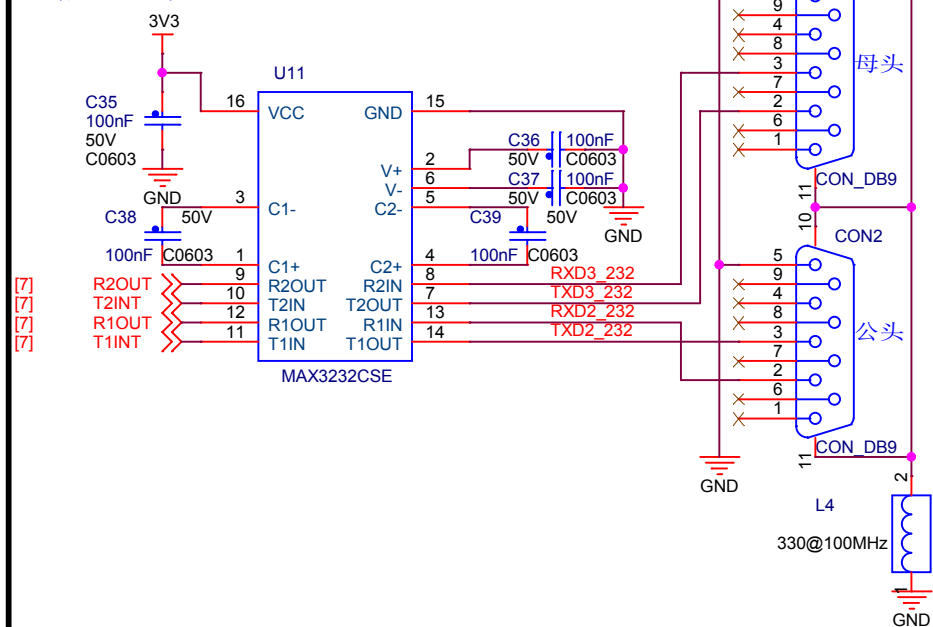 3V3
C35
100nF
50V
C0603
GND
C38
50V
100nF
C0603
U11
16
VCC
GND
15
V+
2
V-
6
3
C1-
C2-
5
1
C1+
C2+
4
9
R2OUT
R2IN
8
10
T2IN
T2OUT
7
12
R1OUT
R1IN
13
11
T1IN
T1OUT
14
MAX3232CSE
[7]
R2OUT
[7]
T2INT
[7]
R1OUT
[7]
T1INT
C36
100nF
50V
C0603
C37
100nF
50V
C0603
50V
GND
C39
100nF
C0603
RXD3_232
TXD3_232
RXD2_232
TXD2_232
9
4
8
3
7
2
6
1
母头
11
CON_DB9
10
CON2
5
9
4
8
3
7
2
6
1
公头
11
CON_DB9
GND
2
L4
330@100MHz
1
GND